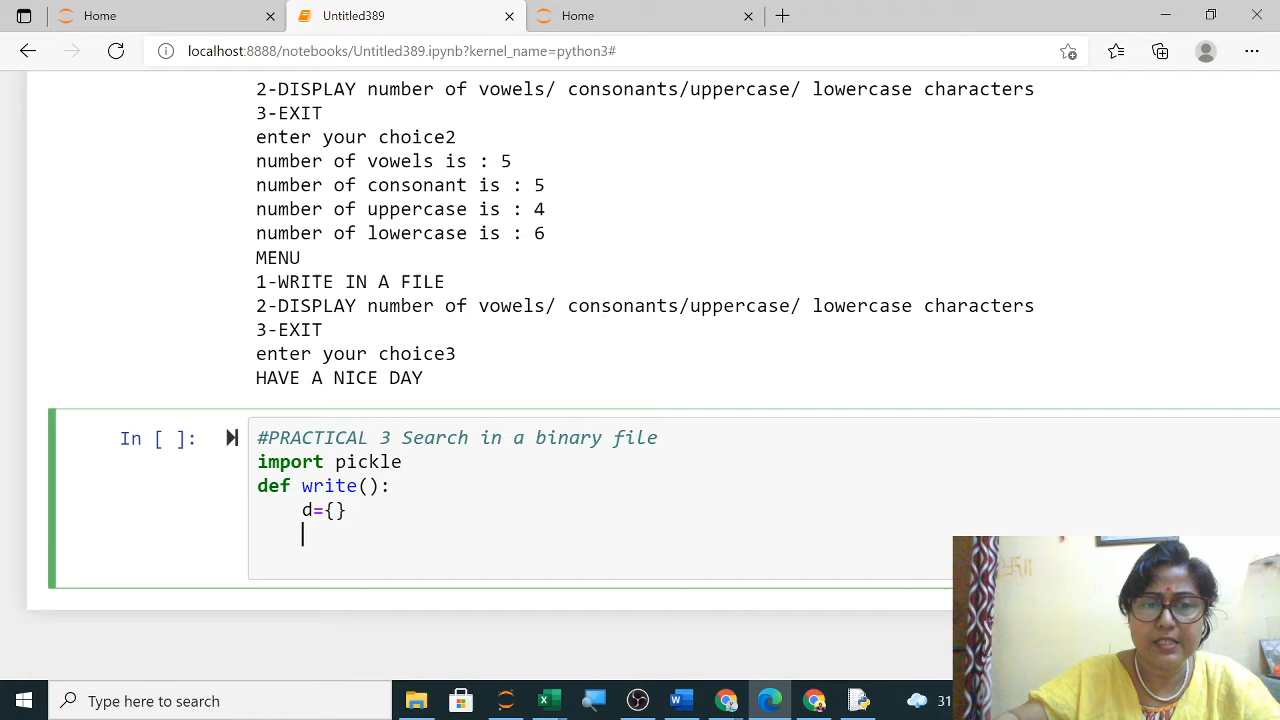 Home
Untitled389
Home
localhost:8888/notebooks/Untitled389.ipynb?kernel_name=python3#
2-DISPLAY number of vowels/ consonants/uppercase/ lowercase characters
3-EXIT
enter your choice2
number of vowels is : 5
number of consonant is : 5
number of uppercase is : 4
number of lowercase is : 6
MENU
1-WRITE IN A FILE
2-DISPLAY number of vowels/ consonants/uppercase/ lowercase characters
3-EXIT
enter your choice3
HAVE A NICE DAY
In [ ]:
#PRACTICAL 3 Search in a binary file
import pickle
def write():
d={}
Type here to search
31